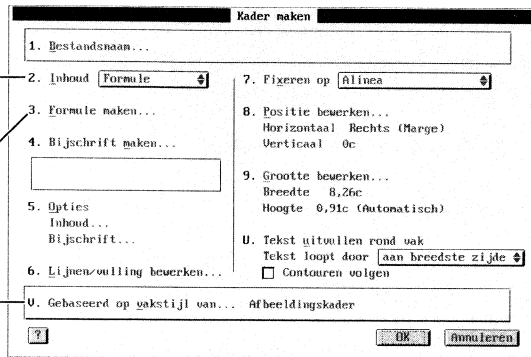 Kader maken
1. Bestandsnaam...
2. Inhoud Formule
3. Formule maken...
4. Bijschrift maken...
5. Opties
Inhoud...
Bijschrift...
6. Lijnen/vulling bewerken...
7. Fixeren op Alinea
8. Positie bewerken...
Horizontaal Rechts (Marge)
Verticaal 0c
9. Grootte bewerken...
Breedte 8,26c
Hoogte 0,91c (Automatisch)
U. Tekst uitvullen rond vak
Tekst loopt door aan breedste zijde
Contouren volgen
V. Gebaseerd op vakstijl van... Afbeeldingskader
?
OK
Annuleren